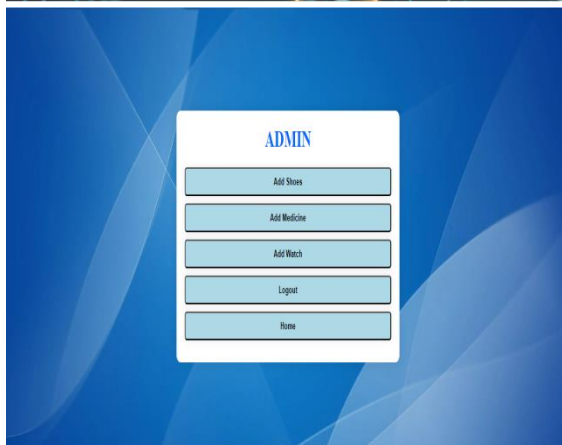 ADMIN
Add Shoes
Add Medicine
Add Watch
Logout
Home